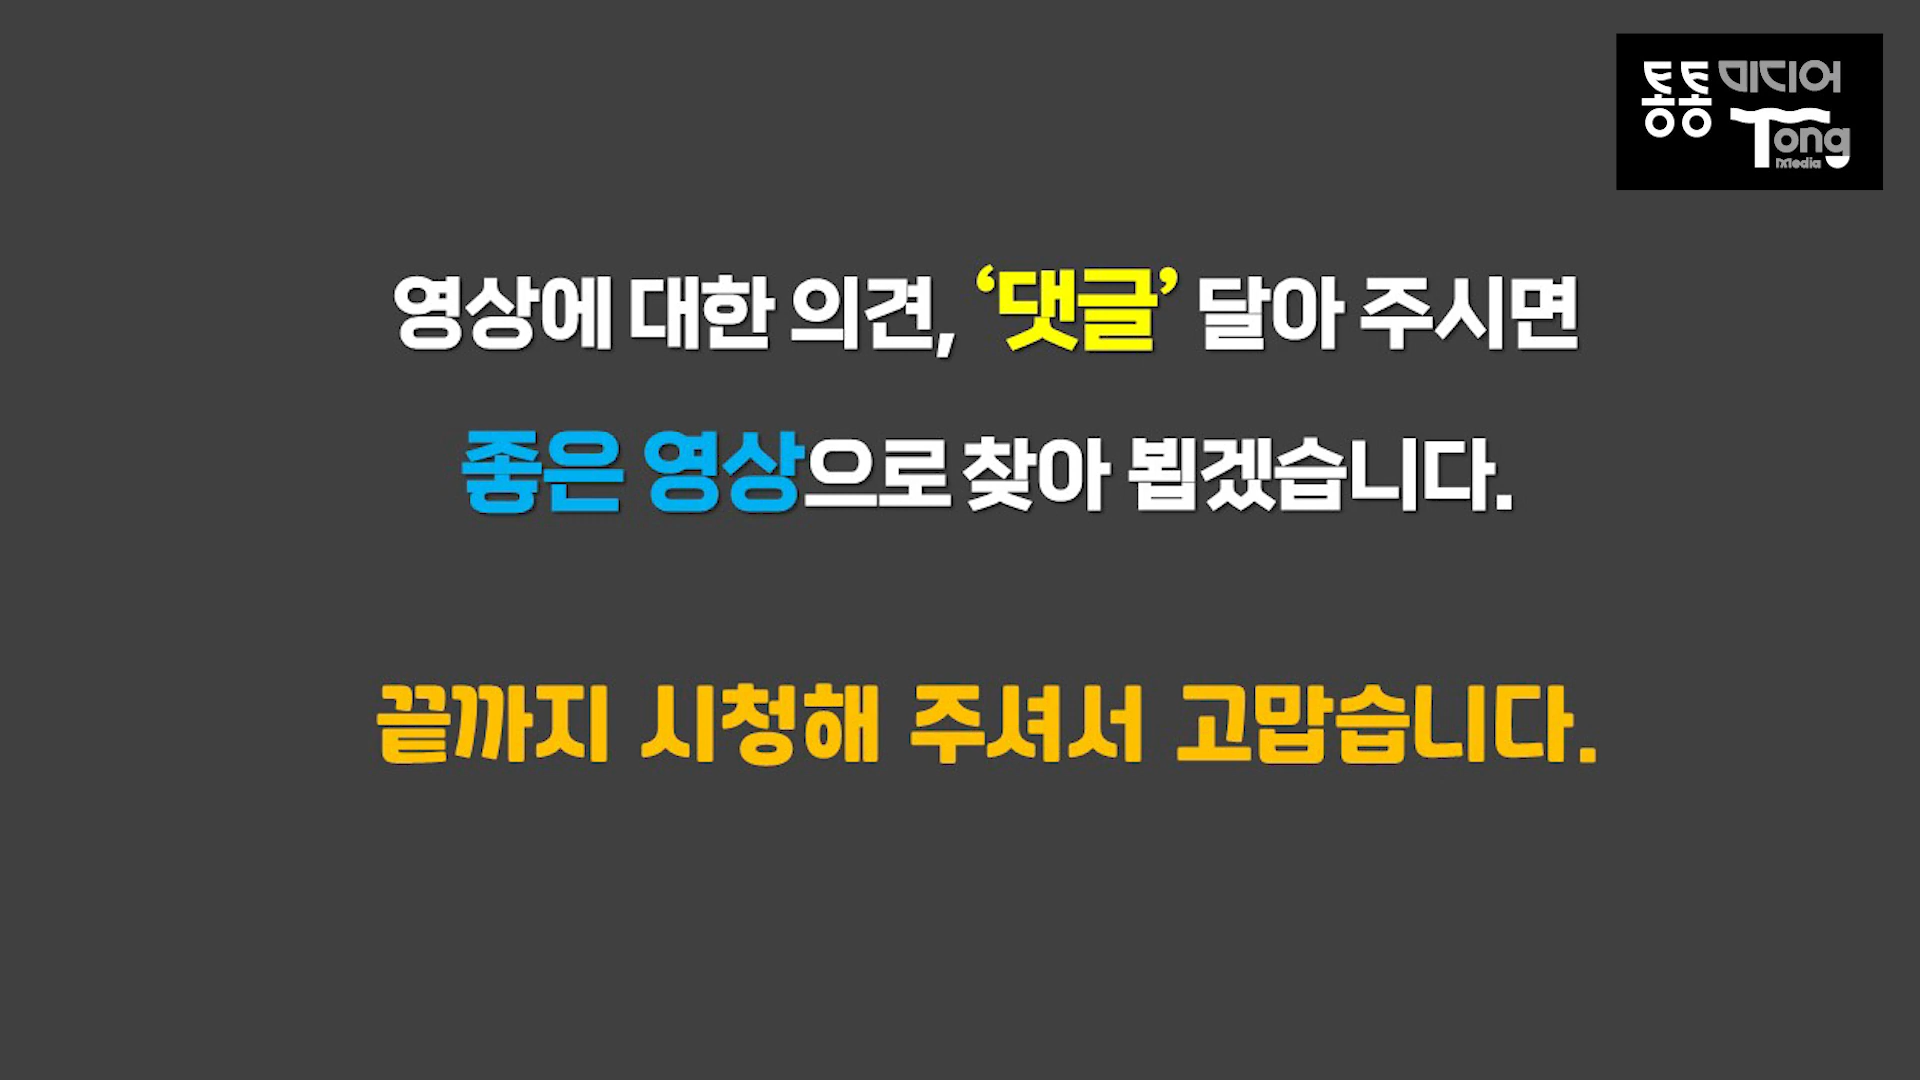 통통 미디어
Tong
Media
영상에 대한 의견, ‘댓글’ 달아 주시면
좋은 영상으로 찾아 뵙겠습니다.
끝까지 시청해 주셔서 고맙습니다.